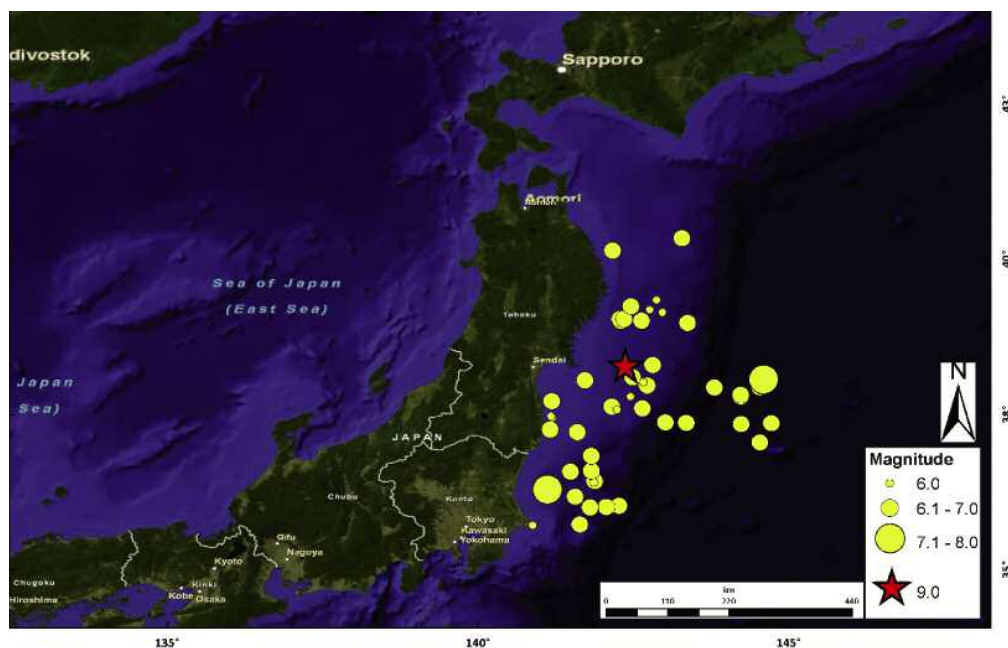 divostok
Sapporo
43°
Aomori
40°
Sea of Japan
(East Sea)
Tohoku
Sendai
Japan
Sea)
N
38°
JAPAN
Magnitude
6.0
6.1 - 7.0
7.1 - 8.0
9.0
Chubu
Kanto
Tokyo
Kawasaki
Yokohama
Gifu
Nagoya
Kyoto
Kinki
Kobe
Osaka
Chugoku
Hiroshima
35°
km
0 110 220 440
135° 140° 145°